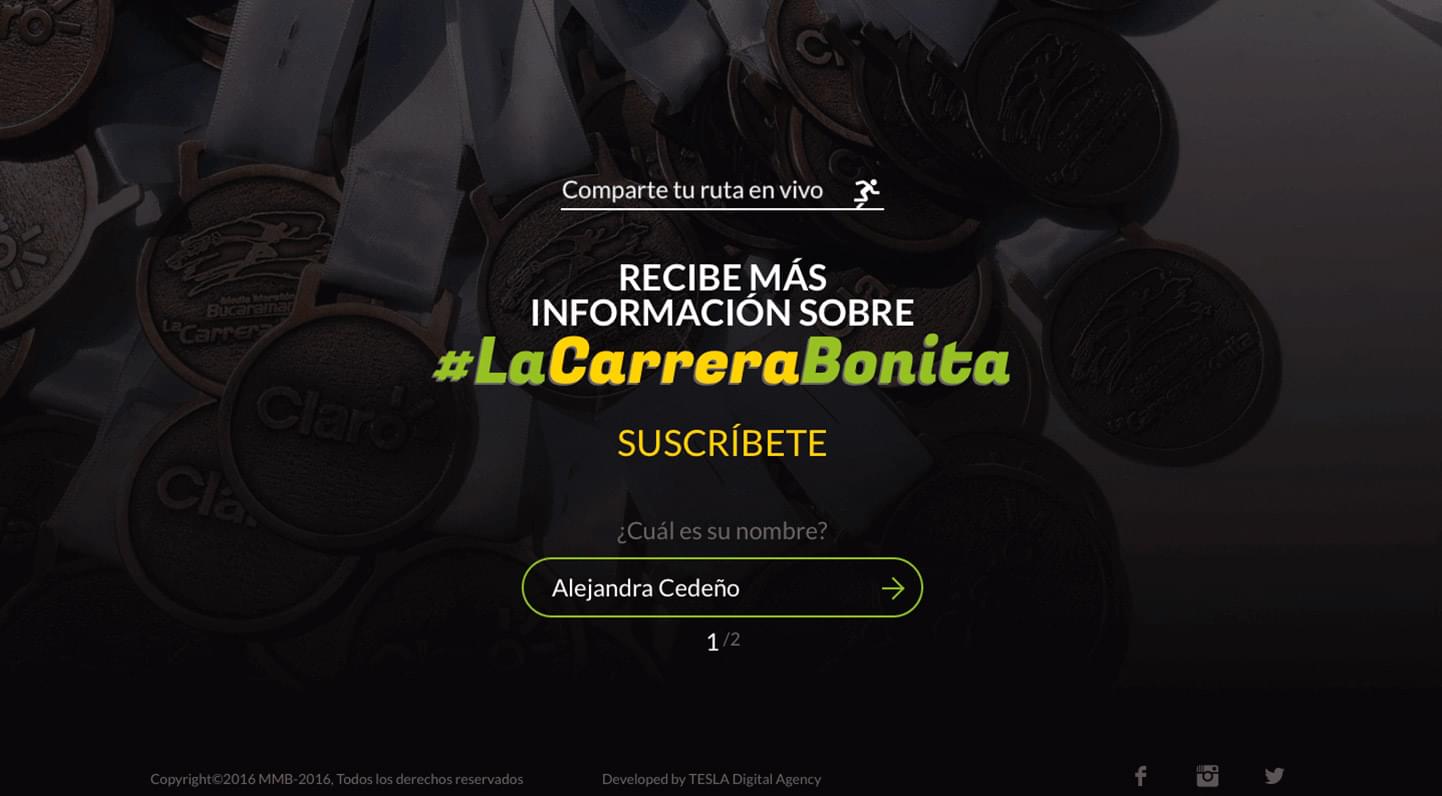 Comparte tu ruta en vivo
RECIBE MÁS
INFORMACIÓN SOBRE
#LaCarreraBonita
SUSCRÍBETE
¿Cuál es su nombre?
Alejandra Cedeño
1 /2
Copyright©2016 MMB-2016, Todos los derechos reservados
Developed by TESLA Digital Agency
Claro